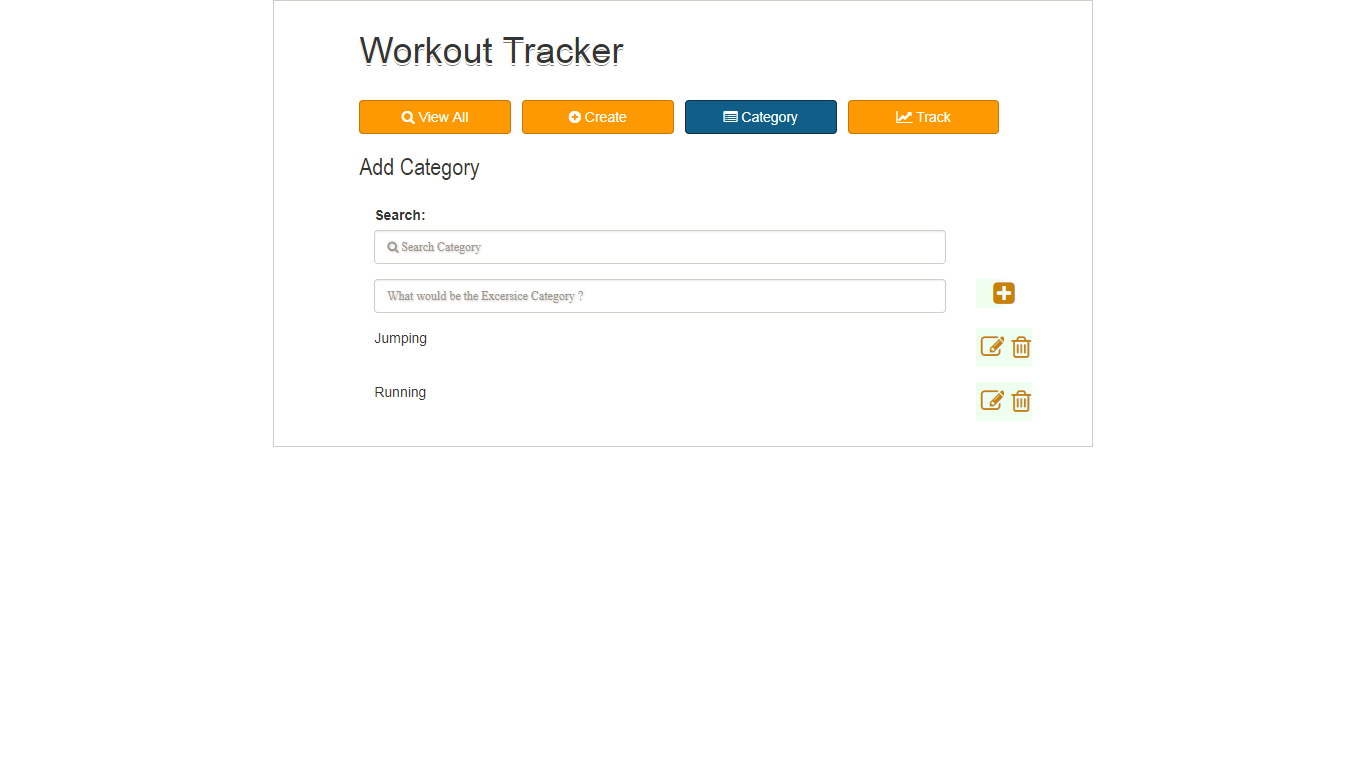 Workout Tracker
View All Create Category Track
Add Category
Search:
Search Category
What would be the Excersice Category ?
Jumping
Running